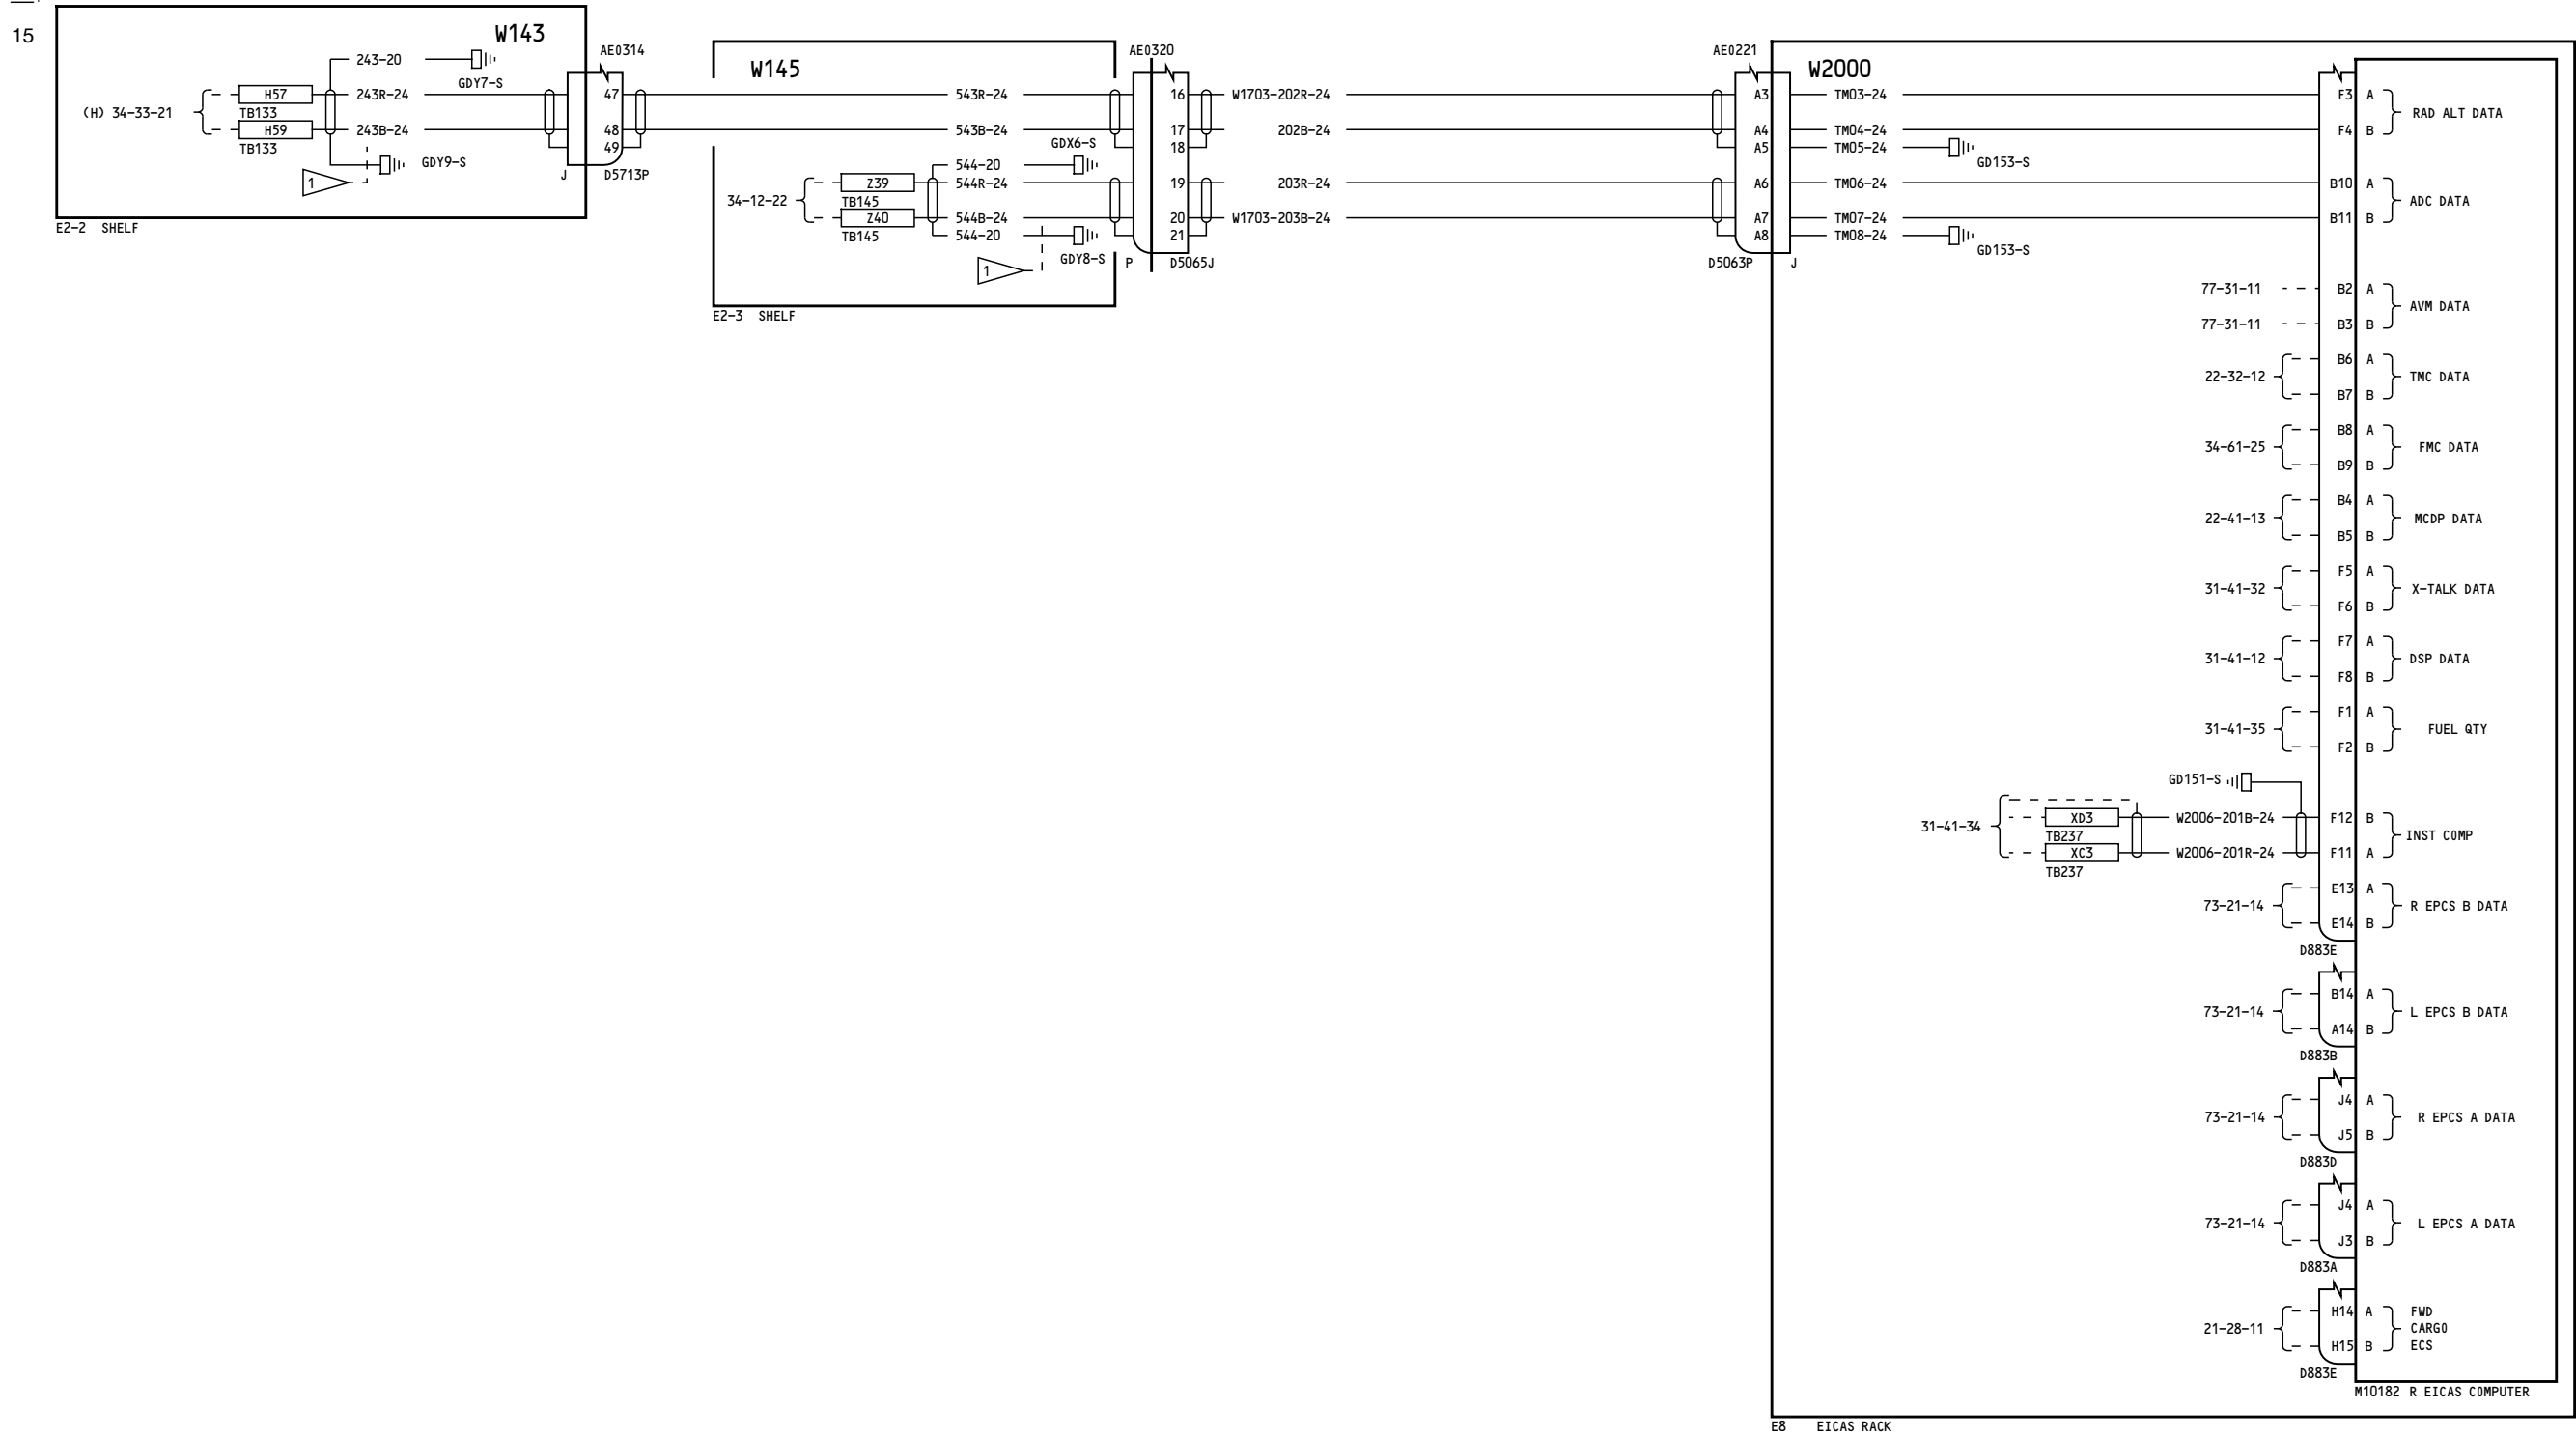 15
W143
243-20
GDY7-S
AE0314
(H) 34-33-21
H57
TB133
243R-24
47
H59
TB133
243B-24
48
49
GDY9-S
1
J
D5713P
E2-2 SHELF
W145
543R-24
543B-24
GDX6-S
544-20
34-12-22
Z39
TB145
544R-24
Z40
TB145
544B-24
544-20
GDY8-S
1
P
E2-3 SHELF
AE0320
16
17
18
19
20
21
D5065J
W1703-202R-24
202B-24
203R-24
W1703-203B-24
AE0221
A3
A4
A5
A6
A7
A8
D5063P
J
W2000
TM03-24
TM04-24
TM05-24
GD153-S
TM06-24
TM07-24
TM08-24
GD153-S
F3 A
F4 B
RAD ALT DATA
B10 A
B11 B
ADC DATA
77-31-11 B2 A
77-31-11 B3 B
AVM DATA
22-32-12
B6 A
B7 B
TMC DATA
34-61-25
B8 A
B9 B
FMC DATA
22-41-13
B4 A
B5 B
MCDP DATA
31-41-32
F5 A
F6 B
X-TALK DATA
31-41-12
F7 A
F8 B
DSP DATA
31-41-35
F1 A
F2 B
FUEL QTY
GD151-S
31-41-34
XD3
TB237
W2006-201B-24
F12 B
XC3
TB237
W2006-201R-24
F11 A
INST COMP
73-21-14
E13 A
E14 B
R EPCS B DATA
D883E
73-21-14
B14 A
A14 B
L EPCS B DATA
D883B
73-21-14
J4 A
J5 B
R EPCS A DATA
D883D
73-21-14
J4 A
J3 B
L EPCS A DATA
D883A
21-28-11
H14 A
H15 B
FWD
CARGO
ECS
D883E
M10182 R EICAS COMPUTER
E8 EICAS RACK